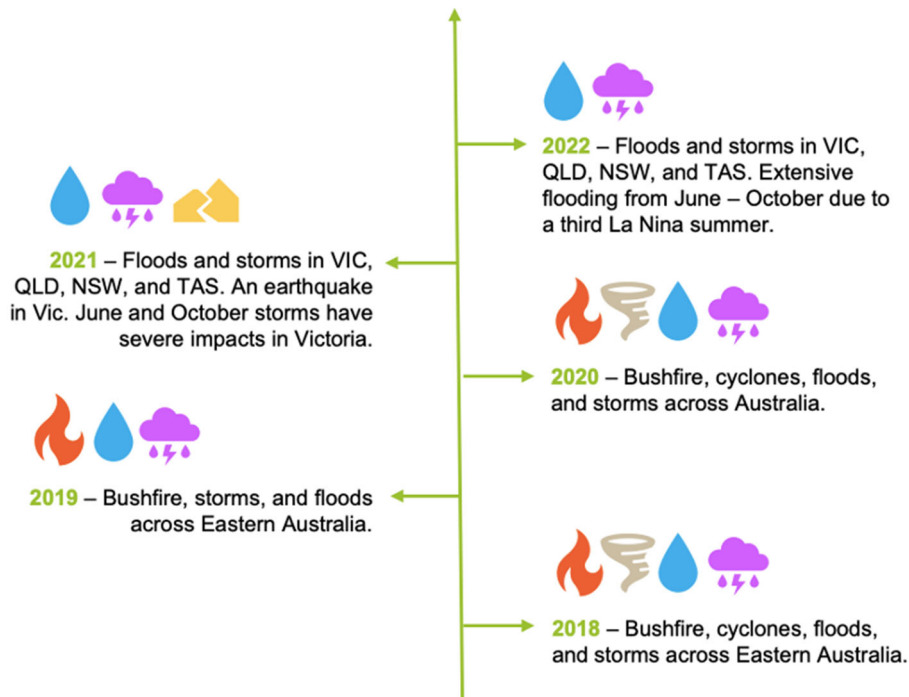 2022 – Floods and storms in VIC,
QLD, NSW, and TAS. Extensive
flooding from June – October due to
a third La Nina summer.
2021 – Floods and storms in VIC,
QLD, NSW, and TAS. An earthquake
in Vic. June and October storms have
severe impacts in Victoria.
2020 – Bushfire, cyclones, floods,
and storms across Australia.
2019 – Bushfire, storms, and floods
across Eastern Australia.
2018 – Bushfire, cyclones, floods,
and storms across Eastern Australia.